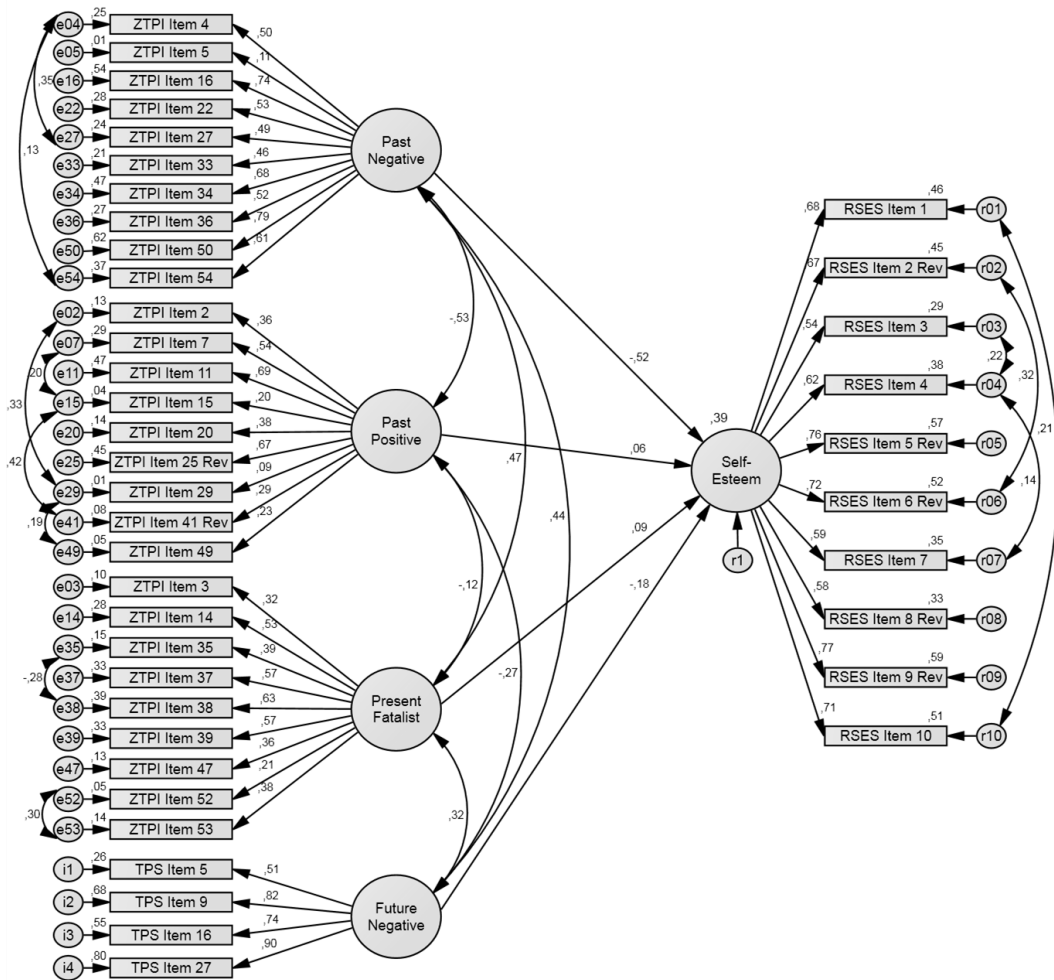 e04 ,25 ZTPI Item 4 ,50
e05 ,01 ZTPI Item 5 ,11
e16 ,54 ZTPI Item 16 ,74
,35
e22 ,28 ZTPI Item 22 ,53
e27 ,24 ZTPI Item 27 ,49
,13
e33 ,21 ZTPI Item 33 ,46
e34 ,47 ZTPI Item 34 ,68
e36 ,27 ZTPI Item 36 ,52
e50 ,62 ZTPI Item 50 ,79
e54 ,37 ZTPI Item 54 ,61
Past
Negative
e02 ,13 ZTPI Item 2 ,36
e07 ,29 ZTPI Item 7 ,54
,20
e11 ,47 ZTPI Item 11 ,69
e15 ,04 ZTPI Item 15 ,20
,33
e20 ,14 ZTPI Item 20 ,38
e25 ,45 ZTPI Item 25 Rev ,67
,42
e29 ,01 ZTPI Item 29 ,09
e41 ,08 ZTPI Item 41 Rev ,29
,19
e49 ,05 ZTPI Item 49 ,23
Past
Positive
e03 ,10 ZTPI Item 3 ,32
e14 ,28 ZTPI Item 14 ,53
e35 ,15 ZTPI Item 35 ,39
-,28
e37 ,33 ZTPI Item 37 ,57
e38 ,39 ZTPI Item 38 ,63
e39 ,33 ZTPI Item 39 ,57
e47 ,13 ZTPI Item 47 ,36
e52 ,05 ZTPI Item 52 ,21
,30
e53 ,14 ZTPI Item 53 ,38
Present
Fatalist
i1 ,26 TPS Item 5 ,51
i2 ,68 TPS Item 9 ,82
i3 ,55 TPS Item 16 ,74
i4 ,80 TPS Item 27 ,90
Future
Negative
-,53
,47
,44
-,12
-,27
,32
-,52
,06
,09
-,18
,39
Self-
Esteem
r1
,68 RSES Item 1 ,46 r01
,67 RSES Item 2 Rev ,45 r02
,54 RSES Item 3 ,29 r03
,22
,62 RSES Item 4 ,38 r04
,32
,21
,76 RSES Item 5 Rev ,57 r05
,72 RSES Item 6 Rev ,52 r06
,14
,59 RSES Item 7 ,35 r07
,58 RSES Item 8 Rev ,33 r08
,77 RSES Item 9 Rev ,59 r09
,71 RSES Item 10 ,51 r10